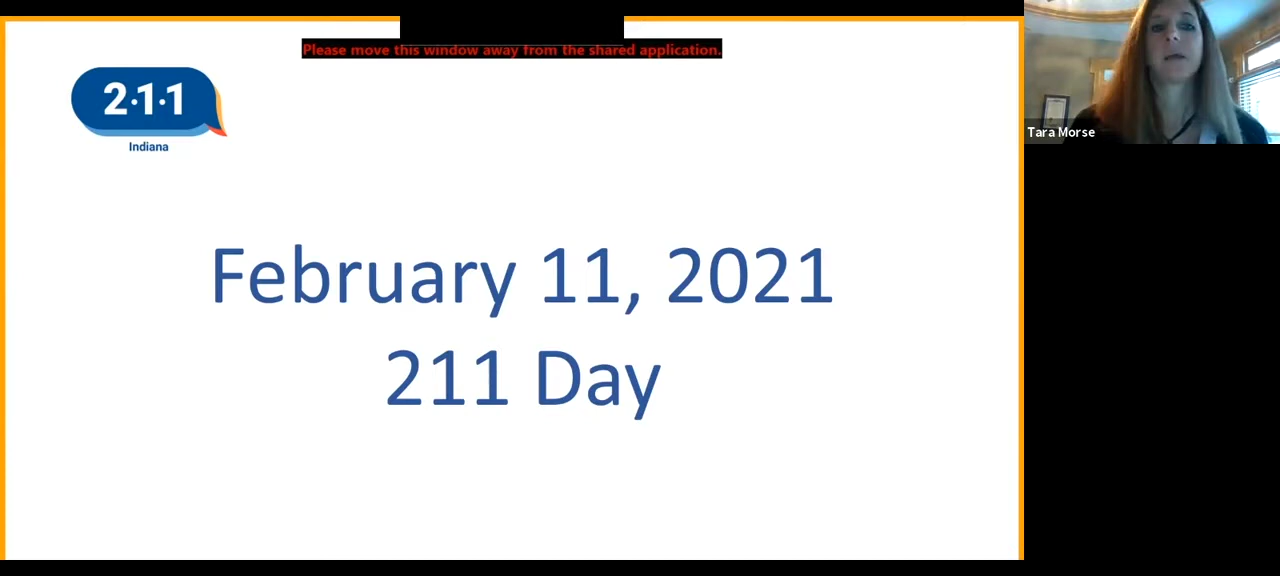 Please move this window away from the shared application.
2·1·1
Indiana
Tara Morse
February 11, 2021
211 Day